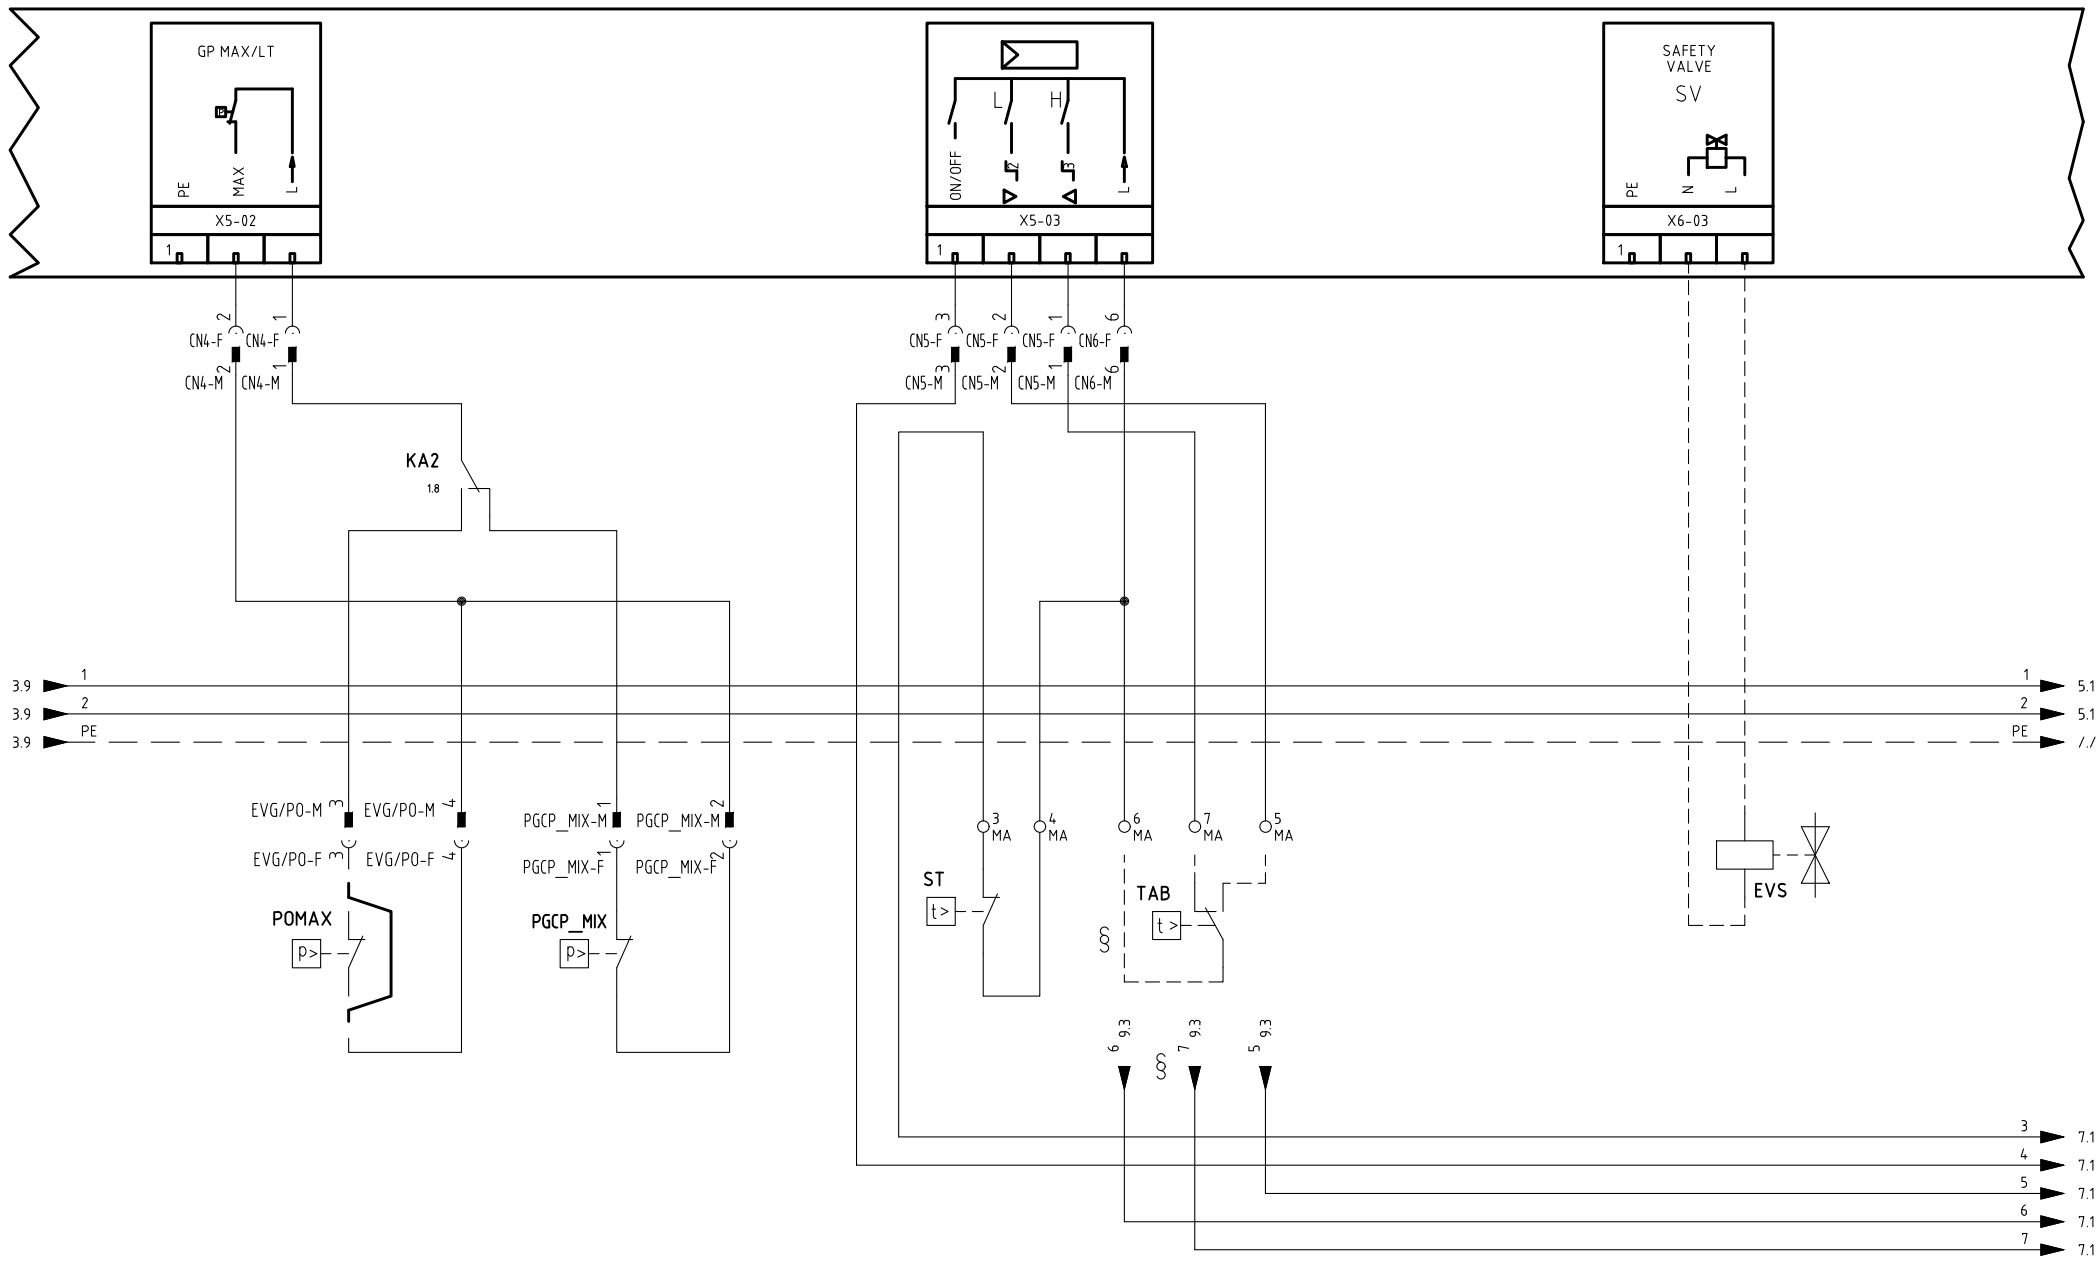 GP MAX/LT
P
PE
MAX
L
X5-02
1
L
H
ON/OFF
2
3
L
X5-03
1
SAFETY
VALVE
SV
PE
N
L
X6-03
1
2
1
CN4-F
CN4-F
2
1
CN4-M
CN4-M
3
2
1
6
CN5-F
CN5-F
CN5-F
CN6-F
3
2
1
6
CN5-M
CN5-M
CN5-M
CN6-M
KA2
1.8
3.9
1
1
5.1
3.9
2
2
5.1
3.9
PE
PE
/./
EVG/PO-M
3
EVG/PO-M
4
PGCP_MIX-M
1
PGCP_MIX-M
2
EVG/PO-F
3
EVG/PO-F
4
PGCP_MIX-F
1
PGCP_MIX-F
2
3
MA
4
MA
6
MA
7
MA
5
MA
POMAX
p>
PGCP_MIX
p>
ST
t>
TAB
t>
§
EVS
9.3
9.3
9.3
6
§
7
5
3
7.1
4
7.1
5
7.1
6
7.1
7
7.1